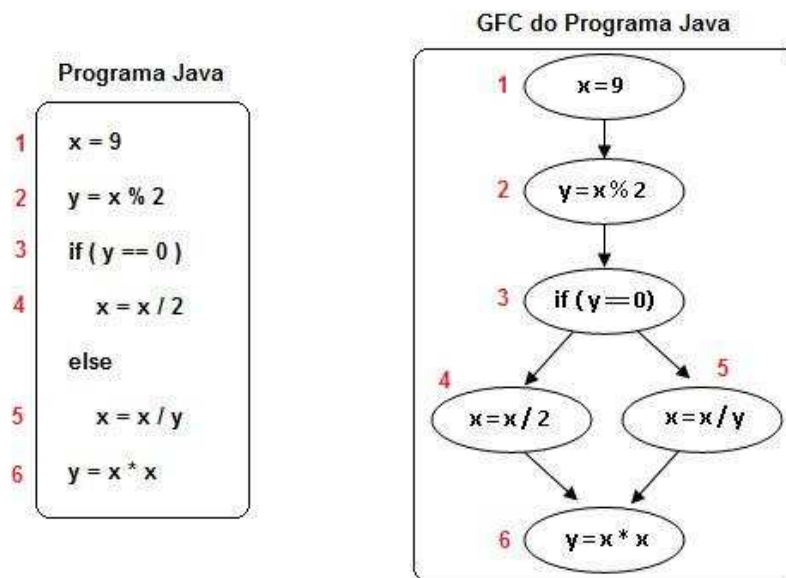 Programa Java
1 x = 9
2 y = x % 2
3 if ( y == 0 )
4 x = x / 2
else
5 x = x / y
6 y = x * x
GFC do Programa Java
1 x = 9
2 y = x % 2
3 if ( y == 0)
4 x = x / 2
5 x = x / y
6 y = x * x